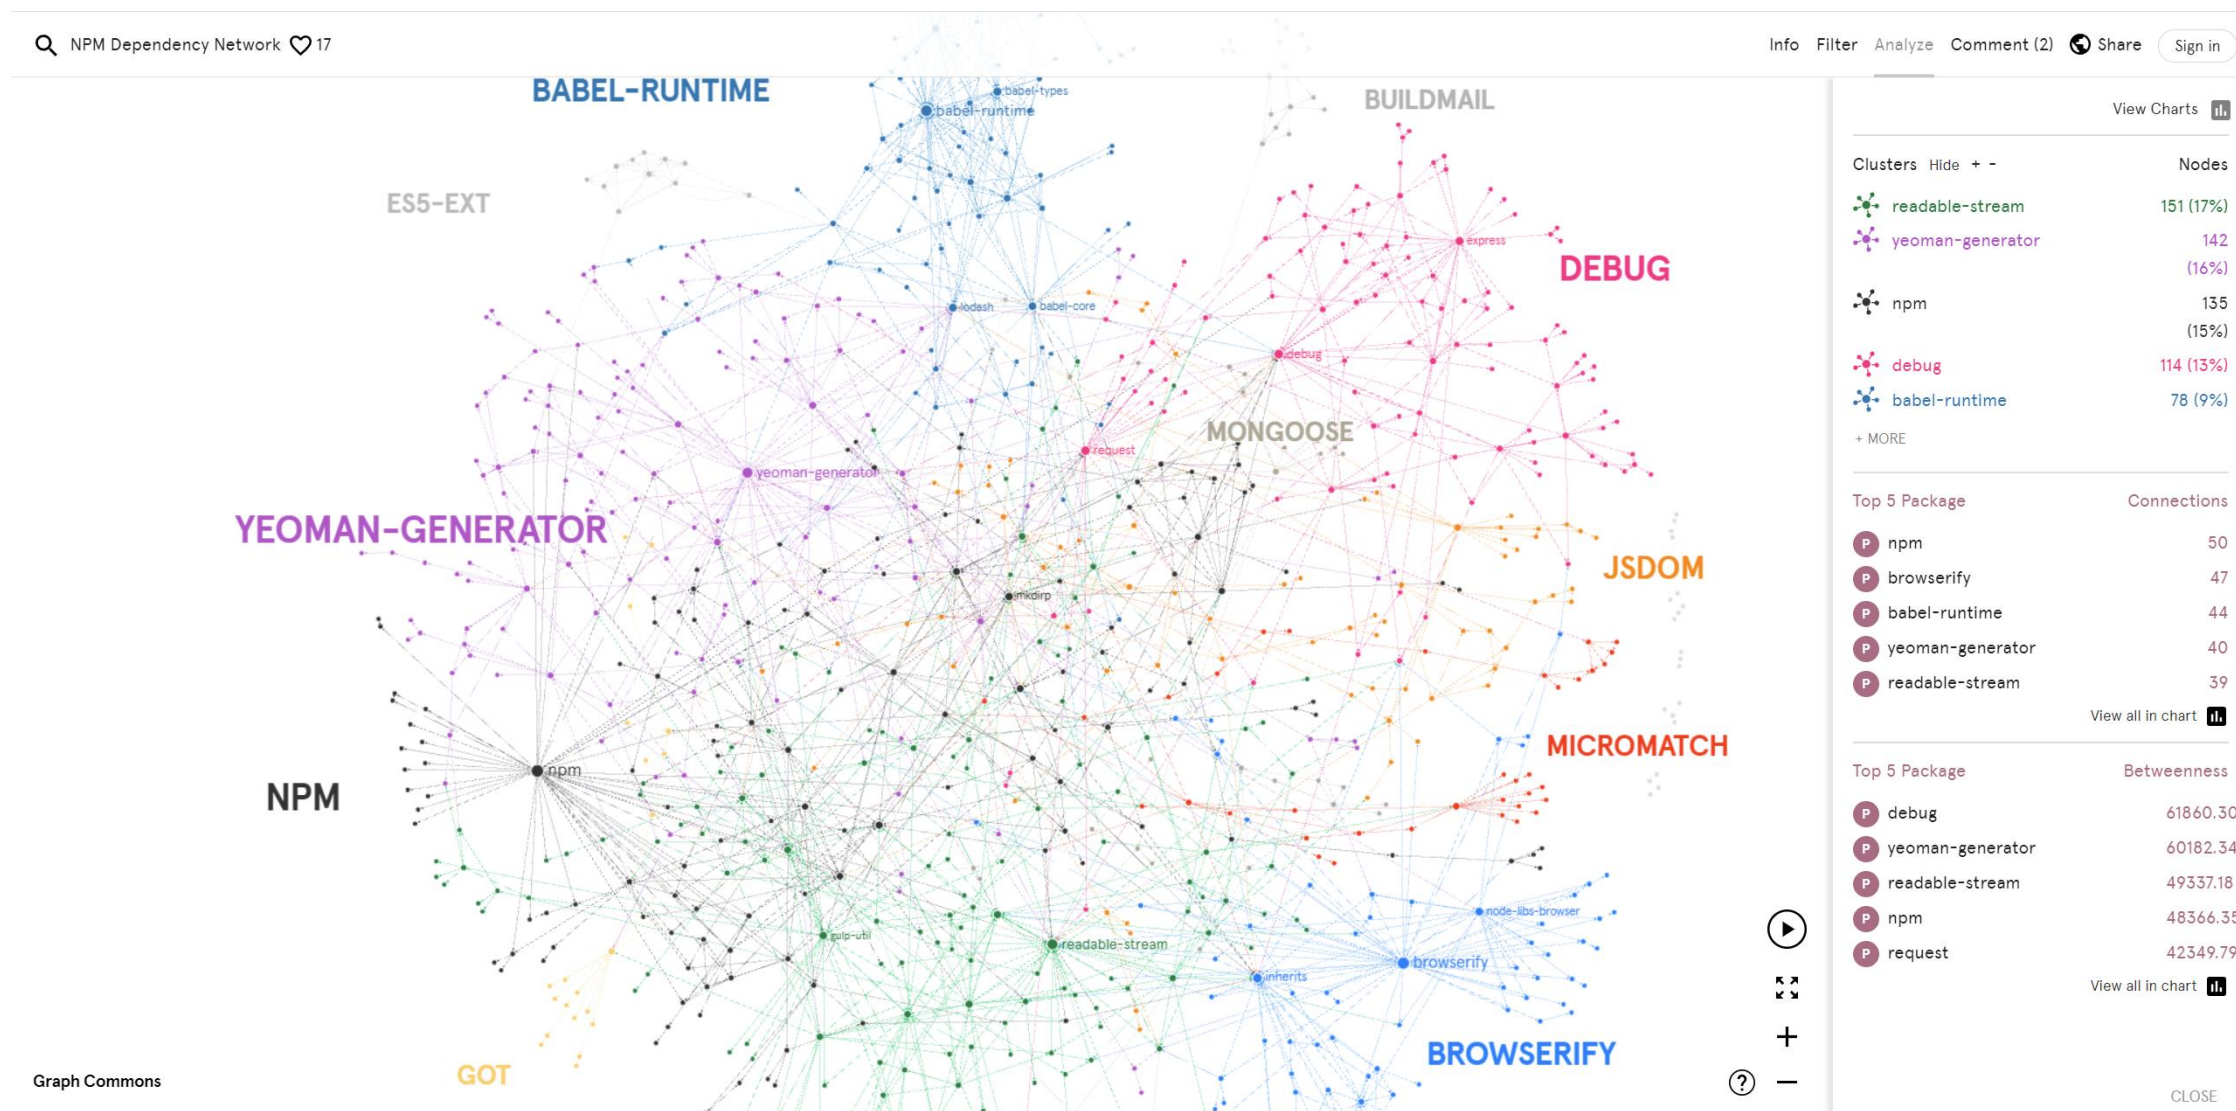 NPM Dependency Network 17
Info Filter Analyze Comment (2) Share Sign in
BABEL-RUNTIME
babel-types
babel-runtime
BUILDMAIL
ES5-EXT
express
DEBUG
lodash
babel-core
debug
MONGOOSE
request
yeoman-generator
YEOMAN-GENERATOR
JSDOM
mkdirp
MICROMATCH
npm
NPM
node-libs-browser
gulp-util
readable-stream
browserify
inherits
BROWSERIFY
GOT
Graph Commons
?
View Charts
Clusters Hide + - Nodes
readable-stream 151 (17%)
yeoman-generator 142
(16%)
npm 135
(15%)
debug 114 (13%)
babel-runtime 78 (9%)
+ MORE
Top 5 Package Connections
P npm 50
P browserify 47
P babel-runtime 44
P yeoman-generator 40
P readable-stream 39
View all in chart
Top 5 Package Betweenness
P debug 61860.30
P yeoman-generator 60182.34
P readable-stream 49337.18
P npm 48366.35
P request 42349.79
View all in chart
CLOSE